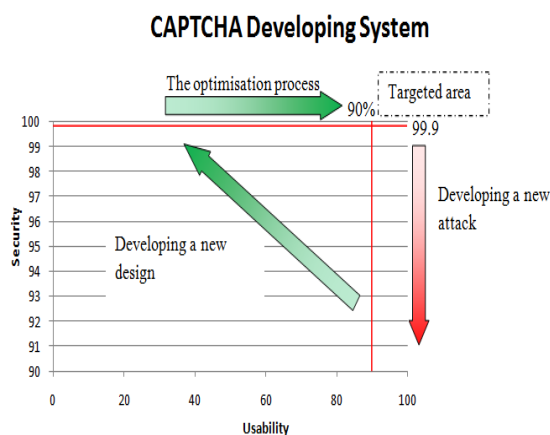 CAPTCHA Developing System
The optimisation process
90%
Targeted area
99.9
100
99
98
97
96
95
94
93
92
91
90
Security
Developing a new
design
Developing a new
attack
0
20
40
60
80
100
Usability